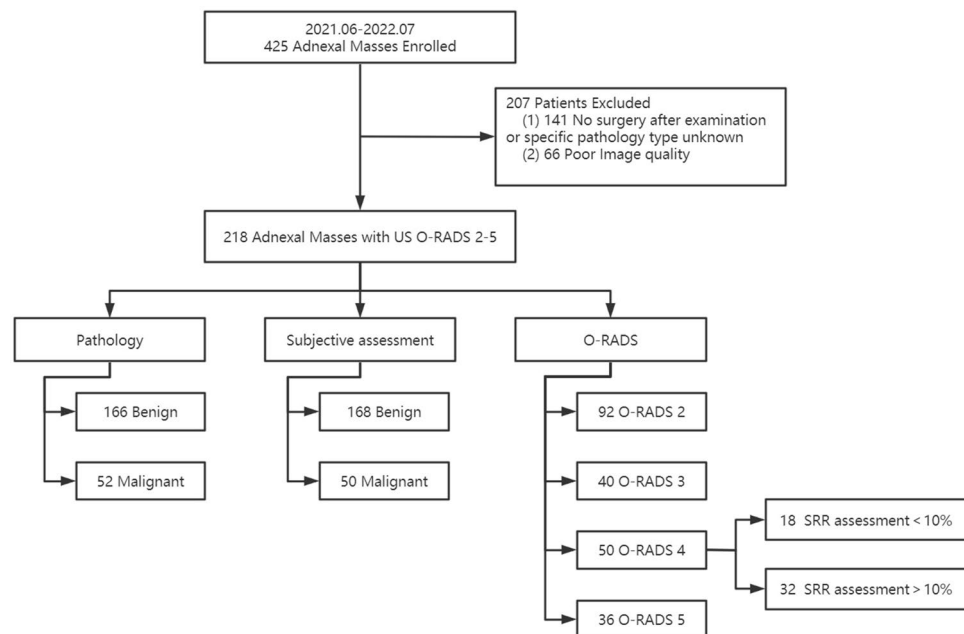 2021.06-2022.07
425 Adnexal Masses Enrolled
207 Patients Excluded
(1) 141 No surgery after examination
or specific pathology type unknown
(2) 66 Poor Image quality
218 Adnexal Masses with US O-RADS 2-5
Pathology
Subjective assessment
O-RADS
166 Benign
168 Benign
92 O-RADS 2
52 Malignant
50 Malignant
40 O-RADS 3
18 SRR assessment < 10%
50 O-RADS 4
32 SRR assessment > 10%
36 O-RADS 5